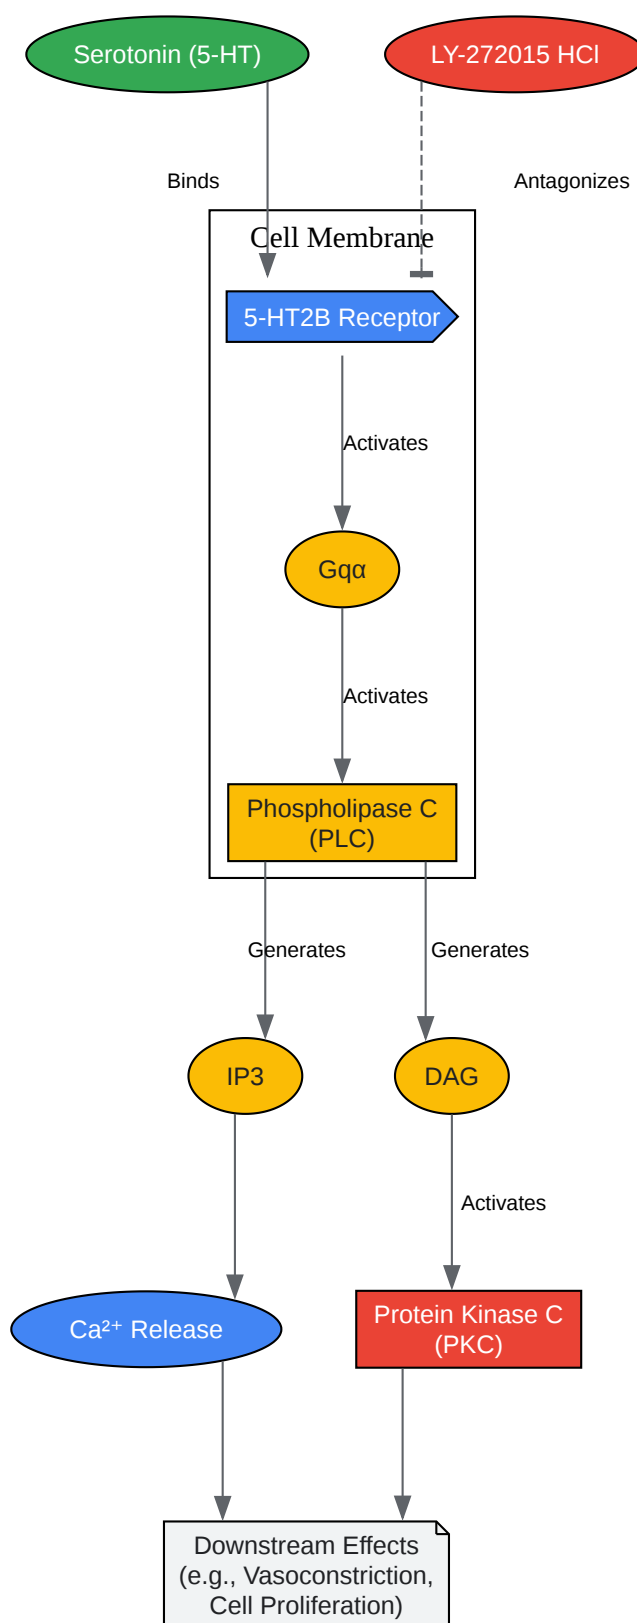 Serotonin (5-HT)
LY-272015 HCl
Binds
Antagonizes
Cell Membrane
5-HT2B Receptor
Activates
Gqα
Activates
Phospholipase C
(PLC)
Generates
Generates
IP3
DAG
Activates
Ca²⁺ Release
Protein Kinase C
(PKC)
Downstream Effects
(e.g., Vasoconstriction,
Cell Proliferation)